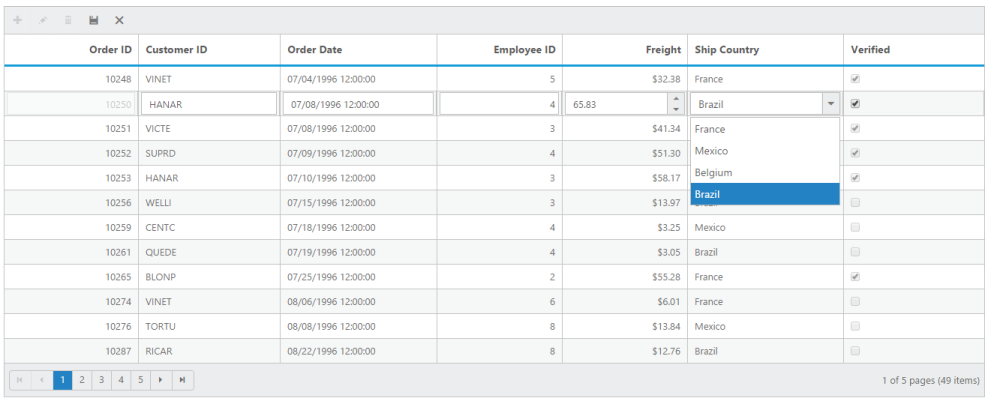 Order ID Customer ID Order Date Employee ID Freight Ship Country Verified
10248 VINET 07/04/1996 12:00:00 5 $32.38 France
10250 HANAR 07/08/1996 12:00:00 4 65.83 Brazil
10251 VICTE 07/08/1996 12:00:00 3 $41.34 France
10252 SUPRD 07/09/1996 12:00:00 4 $51.30 Mexico
10253 HANAR 07/10/1996 12:00:00 3 $58.17 Belgium
10256 WELLI 07/15/1996 12:00:00 3 $13.97 Brazil
10259 CENTC 07/18/1996 12:00:00 4 $3.25 Mexico
10261 QUEDE 07/19/1996 12:00:00 4 $3.05 Brazil
10265 BLONP 07/25/1996 12:00:00 2 $55.28 France
10274 VINET 08/06/1996 12:00:00 6 $6.01 France
10276 TORTU 08/08/1996 12:00:00 8 $13.84 Mexico
10287 RICAR 08/22/1996 12:00:00 8 $12.76 Brazil
1 2 3 4 5 1 of 5 pages (49 items)